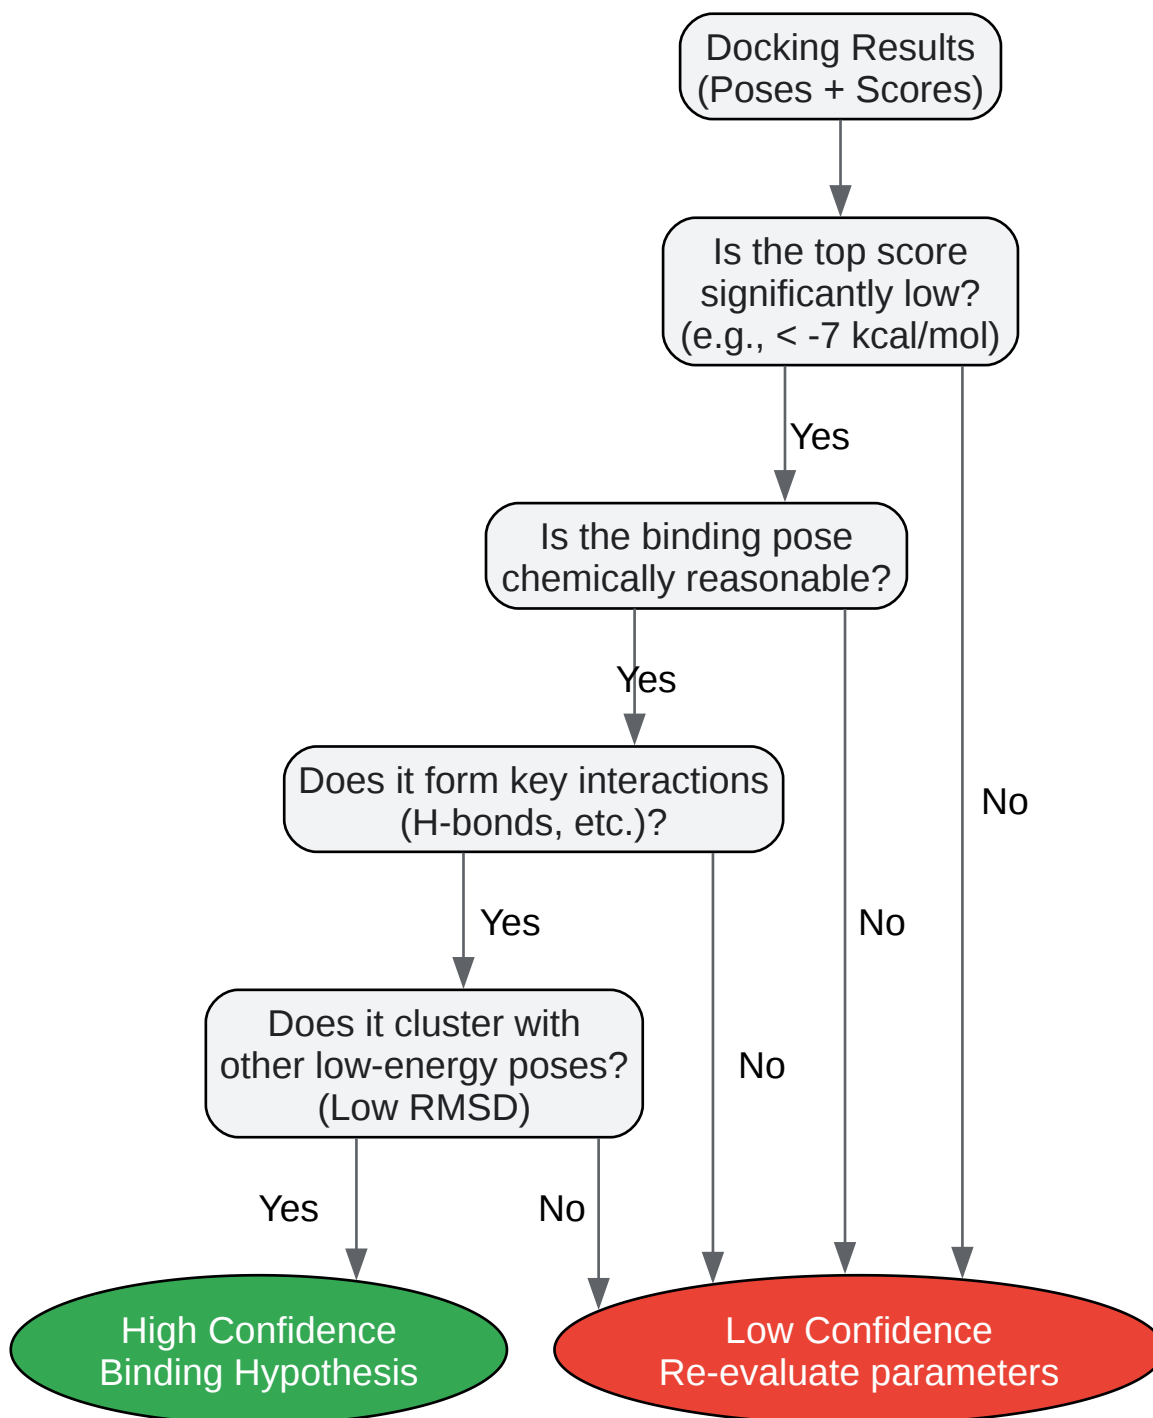 Docking Results
(Poses + Scores)
Is the top score
significantly low?
(e.g., < -7 kcal/mol)
Yes
Is the binding pose
chemically reasonable?
Yes
Does it form key interactions
(H-bonds, etc.)?
No
Yes
No
Does it cluster with
other low-energy poses?
(Low RMSD)
No
Yes
No
High Confidence
Binding Hypothesis
Low Confidence
Re-evaluate parameters